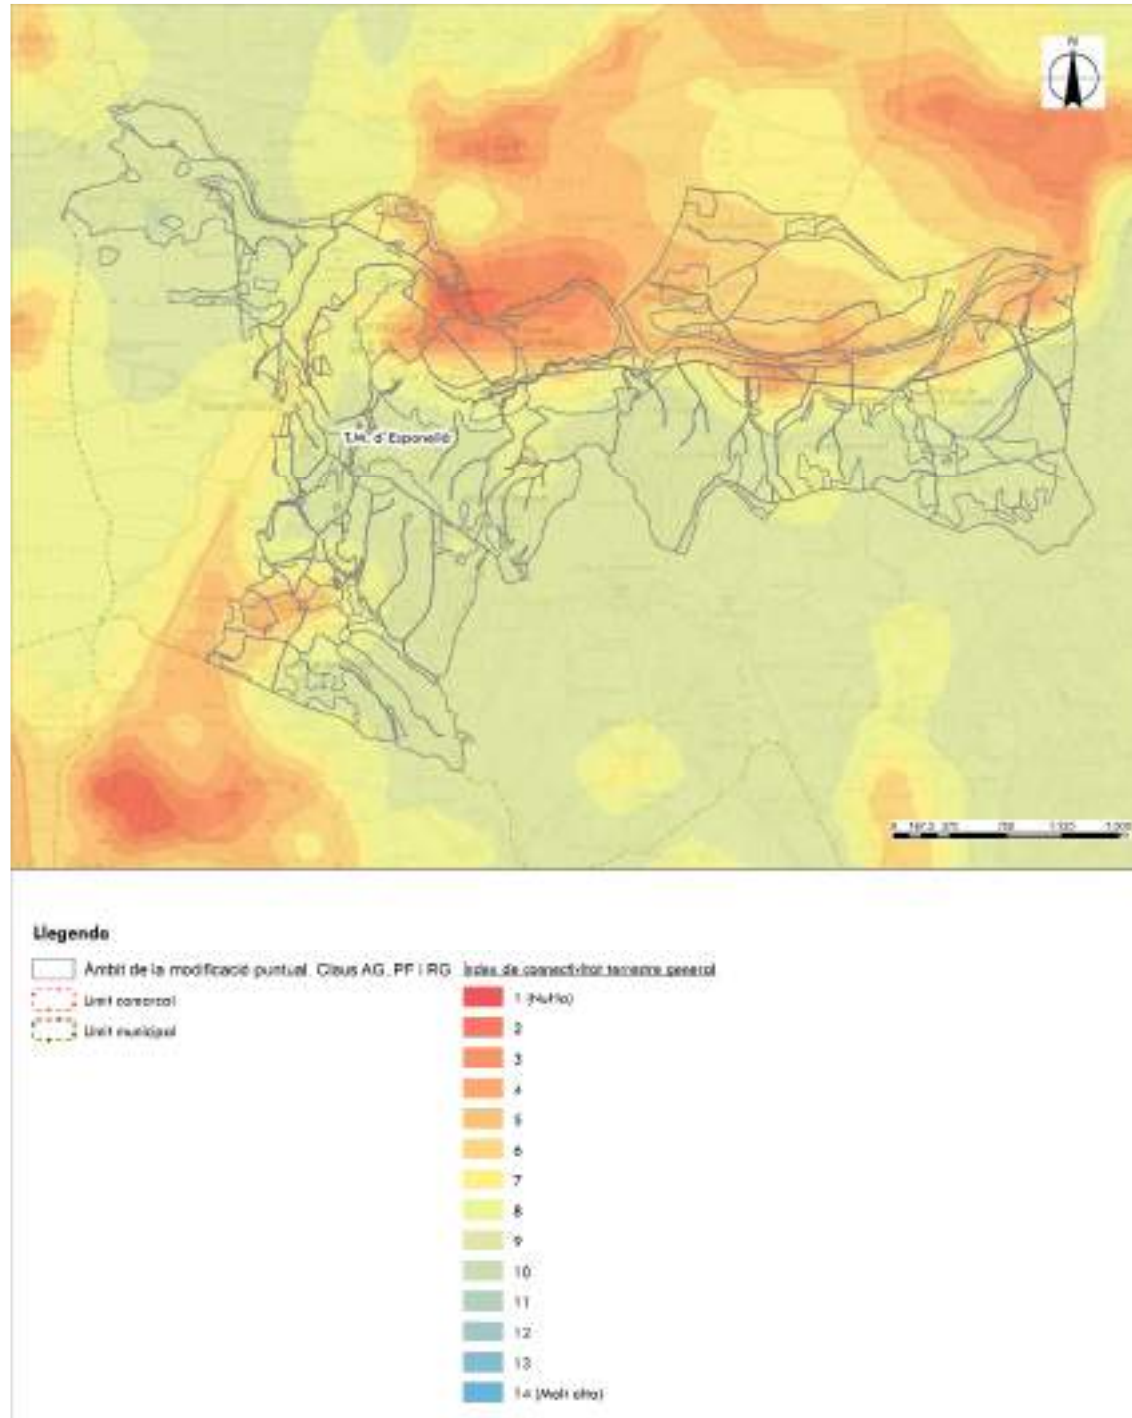 N
T.M. d' Esponellà
Llegenda
Àmbit de la modificació puntual. Claus AG, PF i RG
Límit comarcal
Límit municipal
Índex de connectivitat terrestre general
1 (Nul·la)
2
3
4
5
6
7
8
9
10
11
12
13
14 (Molt alta)